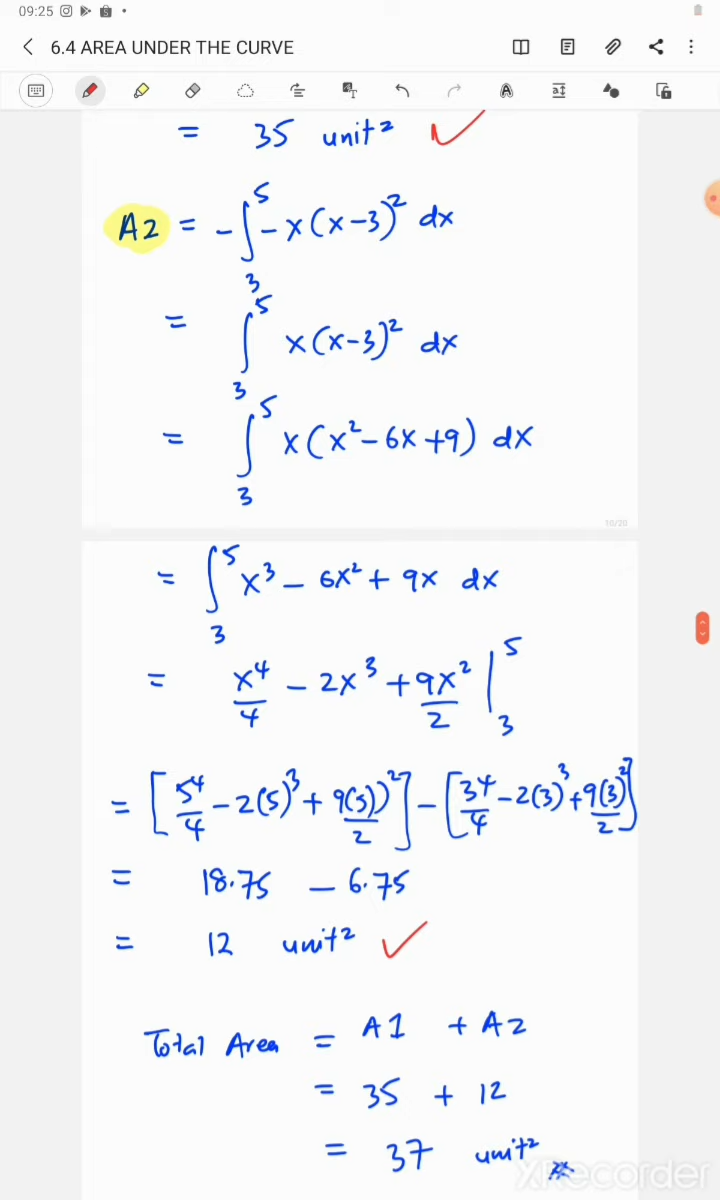 09:25
6.4 AREA UNDER THE CURVE
= 35 unit²
A2 = -∫₃⁵ -x(x-3)² dx
= ∫₃⁵ x(x-3)² dx
= ∫₃⁵ x(x²-6x+9) dx
10/20
= ∫₃⁵ x³ - 6x² + 9x dx
= x⁴/4 - 2x³ + 9x²/2 |₃⁵
= [5⁴/4 - 2(5)³ + 9(5))²/2] - [3⁴/4 - 2(3)³ + 9(3)²/2]
= 18.75 - 6.75
= 12 unit²
Total Area = A1 + A2
= 35 + 12
= 37 unit²
XRecorder